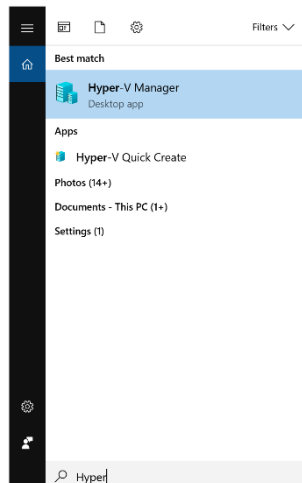 Filters
Best match
Hyper-V Manager
Desktop app
Apps
Hyper-V Quick Create
Photos (14+)
Documents - This PC (1+)
Settings (1)
Hyper